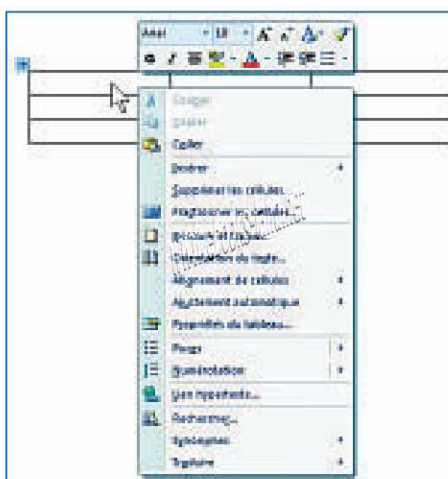 Arial 10
G I
Couper
Copier
Coller
Insérer
Supprimer les cellules...
Fractionner les cellules...
Bordure et trame...
Orientation du texte...
Alignement de cellules
Ajustement automatique
Propriétés du tableau...
Puces
Numérotation
Lien hypertexte...
Rechercher...
Synonymes
Traduire